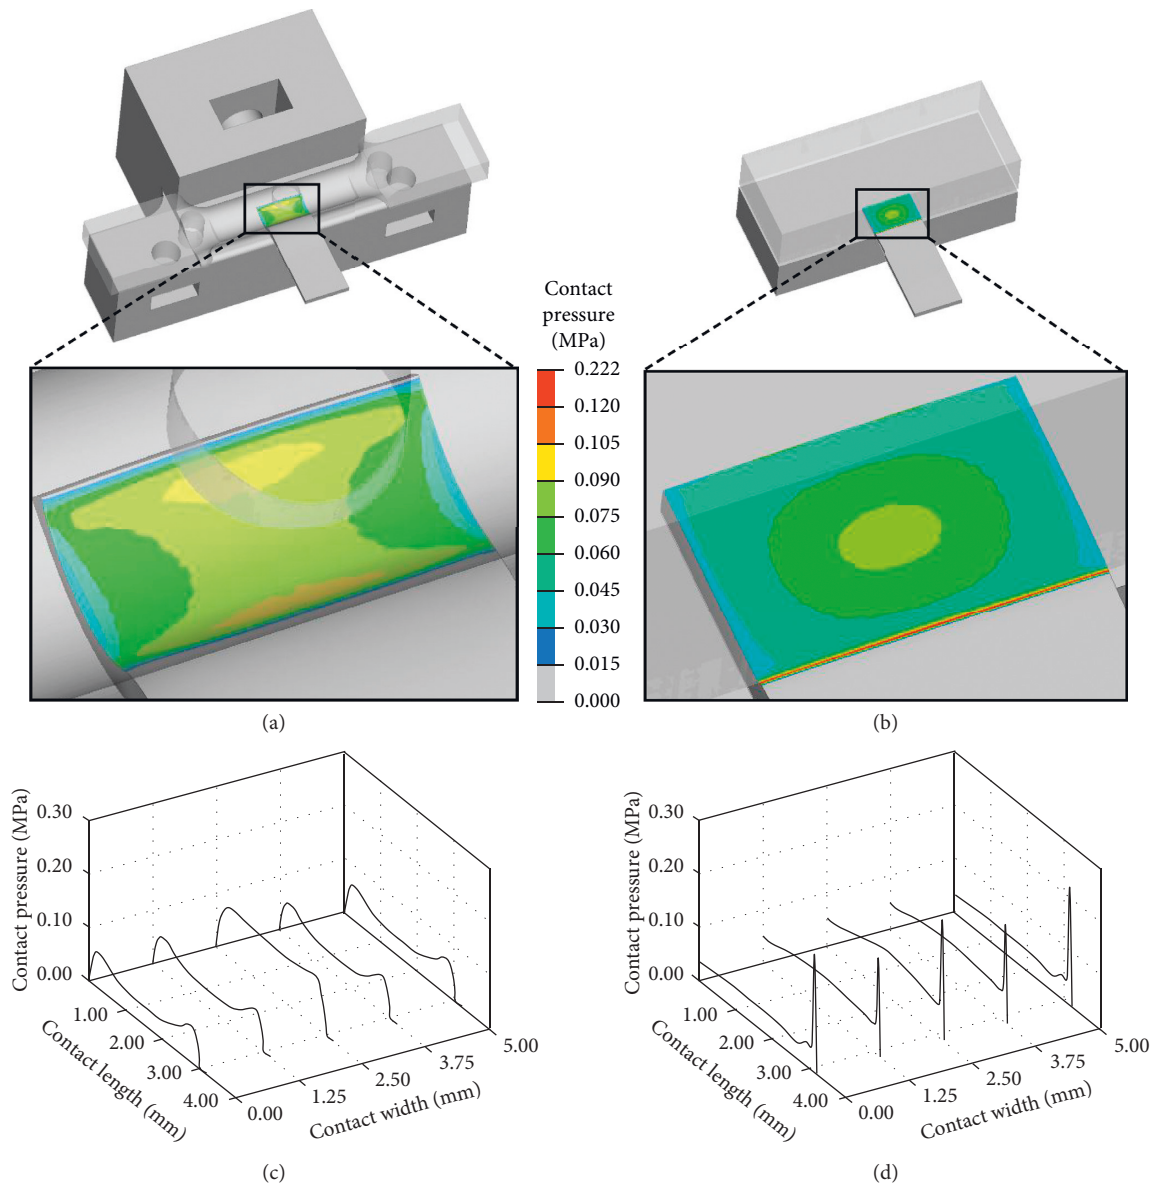 Contact
pressure
(MPa)
0.222
0.120
0.105
0.090
0.075
0.060
0.045
0.030
0.015
0.000
(a)
(b)
Contact pressure (MPa)
0.30
0.20
0.10
0.00
1.00
2.00
3.00
4.00
Contact length (mm)
0.00
1.25
2.50
3.75
5.00
Contact width (mm)
(c)
Contact pressure (MPa)
0.30
0.20
0.10
0.00
1.00
2.00
3.00
4.00
Contact length (mm)
0.00
1.25
2.50
3.75
5.00
Contact width (mm)
(d)